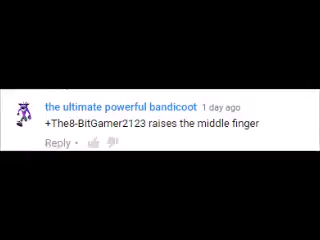 the ultimate powerful bandicoot 1 day ago
+The8-BitGamer2123 raises the middle finger
Reply •